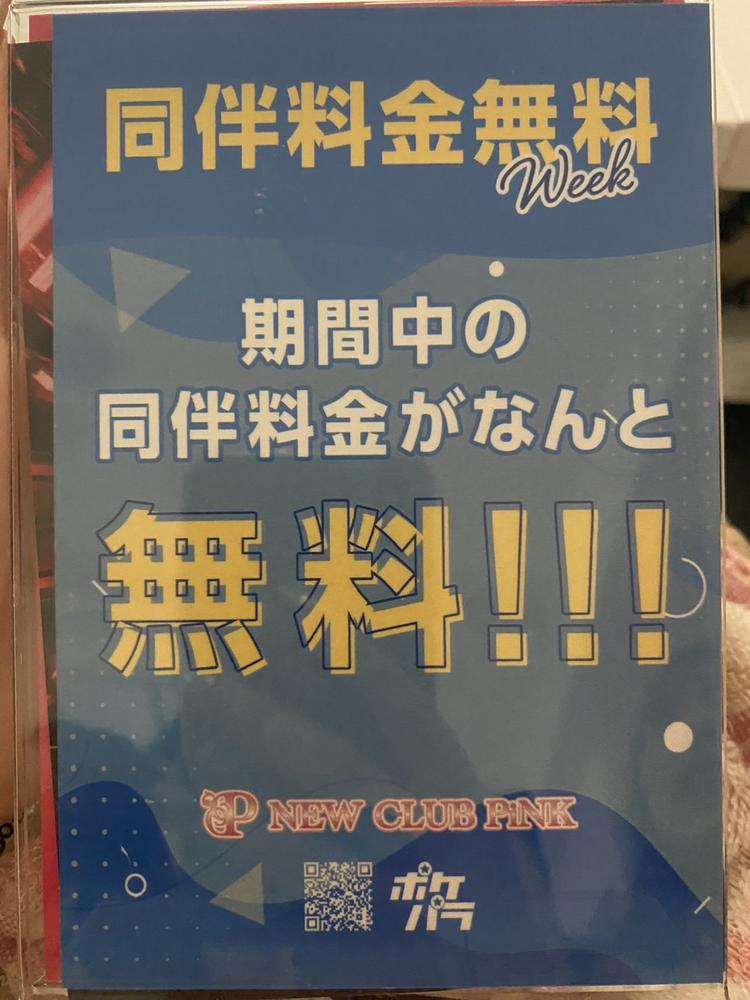 同伴料金無料
Week
期間中の
同伴料金がなんと
無料!!!
P NEW CLUB PiNK
ポケ
パラ